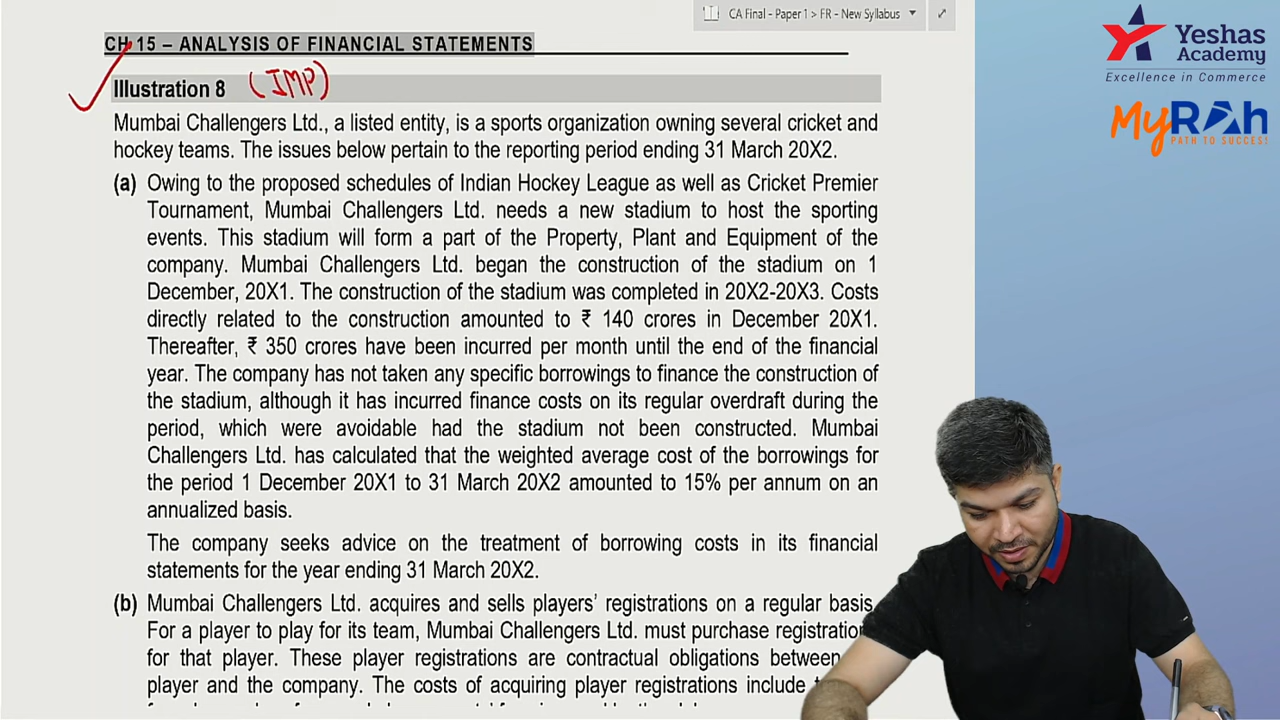 CA Final - Paper 1 > FR - New Syllabus
Yeshas
Academy
Excellence in Commerce
MyRAh
PATH TO SUCCESS!
CH 15 – ANALYSIS OF FINANCIAL STATEMENTS
Illustration 8 (IMP)
Mumbai Challengers Ltd., a listed entity, is a sports organization owning several cricket and
hockey teams. The issues below pertain to the reporting period ending 31 March 20X2.
(a) Owing to the proposed schedules of Indian Hockey League as well as Cricket Premier
Tournament, Mumbai Challengers Ltd. needs a new stadium to host the sporting
events. This stadium will form a part of the Property, Plant and Equipment of the
company. Mumbai Challengers Ltd. began the construction of the stadium on 1
December, 20X1. The construction of the stadium was completed in 20X2-20X3. Costs
directly related to the construction amounted to ₹ 140 crores in December 20X1.
Thereafter, ₹ 350 crores have been incurred per month until the end of the financial
year. The company has not taken any specific borrowings to finance the construction of
the stadium, although it has incurred finance costs on its regular overdraft during the
period, which were avoidable had the stadium not been constructed. Mumbai
Challengers Ltd. has calculated that the weighted average cost of the borrowings for
the period 1 December 20X1 to 31 March 20X2 amounted to 15% per annum on an
annualized basis.
The company seeks advice on the treatment of borrowing costs in its financial
statements for the year ending 31 March 20X2.
(b) Mumbai Challengers Ltd. acquires and sells players' registrations on a regular basis.
For a player to play for its team, Mumbai Challengers Ltd. must purchase registration
for that player. These player registrations are contractual obligations between
player and the company. The costs of acquiring player registrations include